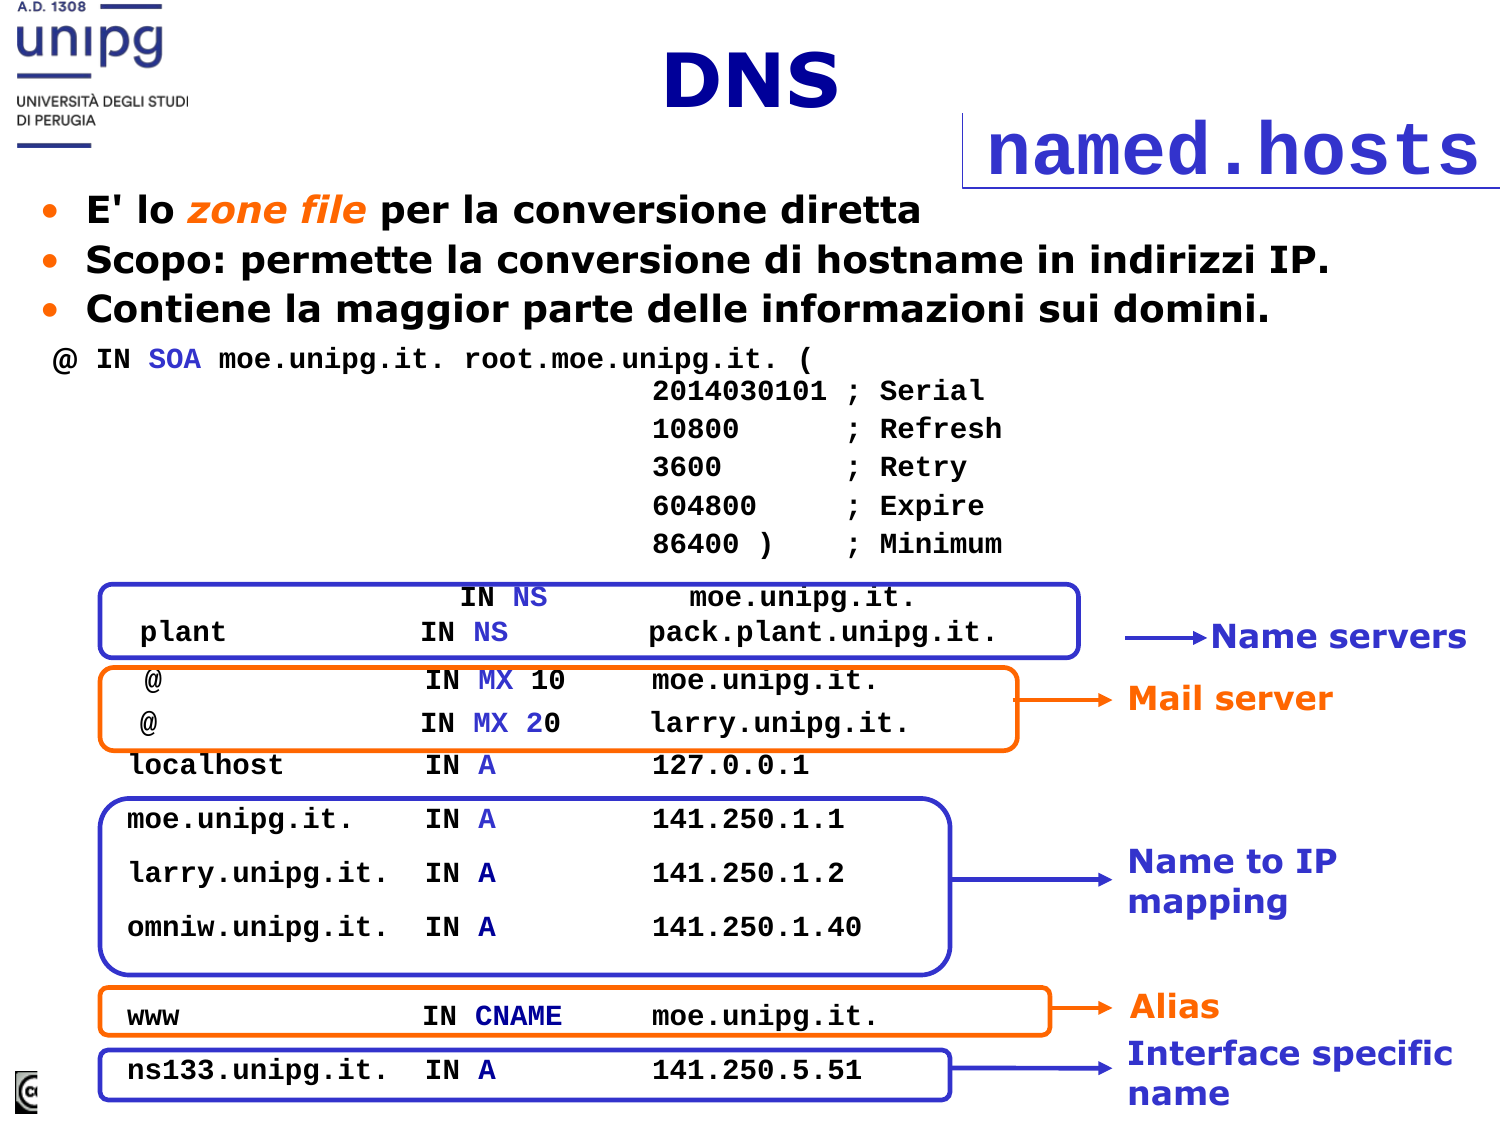 A.D. 1308
unipg
UNIVERSITÀ DEGLI STUDI
DI PERUGIA
DNS
named.hosts
• E' lo zone file per la conversione diretta
• Scopo: permette la conversione di hostname in indirizzi IP.
• Contiene la maggior parte delle informazioni sui domini.
@ IN SOA moe.unipg.it. root.moe.unipg.it. (
2014030101 ; Serial
10800 ; Refresh
3600 ; Retry
604800 ; Expire
86400 ) ; Minimum
IN NS moe.unipg.it.
plant IN NS pack.plant.unipg.it.
Name servers
@ IN MX 10 moe.unipg.it.
@ IN MX 20 larry.unipg.it.
Mail server
localhost IN A 127.0.0.1
moe.unipg.it. IN A 141.250.1.1
larry.unipg.it. IN A 141.250.1.2
omniw.unipg.it. IN A 141.250.1.40
Name to IP
mapping
www IN CNAME moe.unipg.it.
Alias
ns133.unipg.it. IN A 141.250.5.51
Interface specific
name